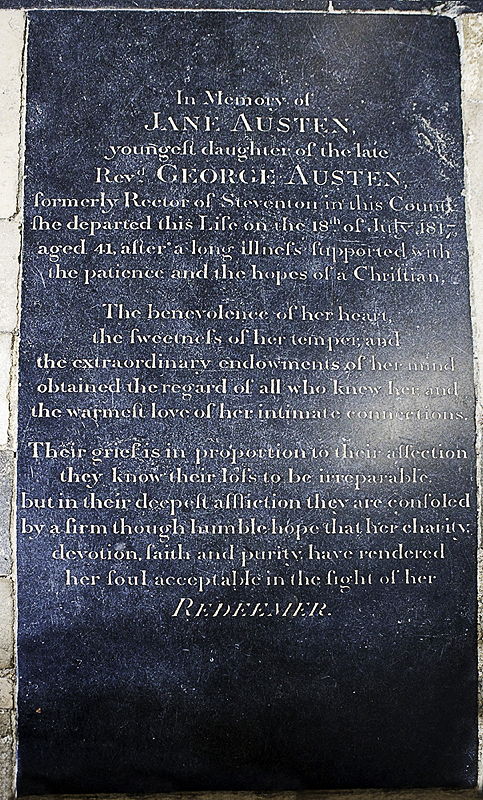 In Memory of
JANE AUSTEN,
youngeſt daughter of the late
Revᵈ GEORGE AUSTEN,
formerly Rector of Steventon in this County
ſhe departed this Life on the 18ᵗʰ of July 1817,
aged 41, after a long illneſs ſupported with
the patience and the hopes of a Chriſtian,
The benevolence of her heart,
the ſweetneſs of her temper, and
the extraordinary endowments of her mind
obtained the regard of all who knew her, and
the warmeſt love of her intimate connections.
Their grief is in proportion to their affection
they know their loſs to be irreparable,
but in their deepeſt affliction they are conſoled
by a firm though humble hope that her charity,
devotion, faith and purity, have rendered
her ſoul acceptable in the ſight of her
REDEEMER.